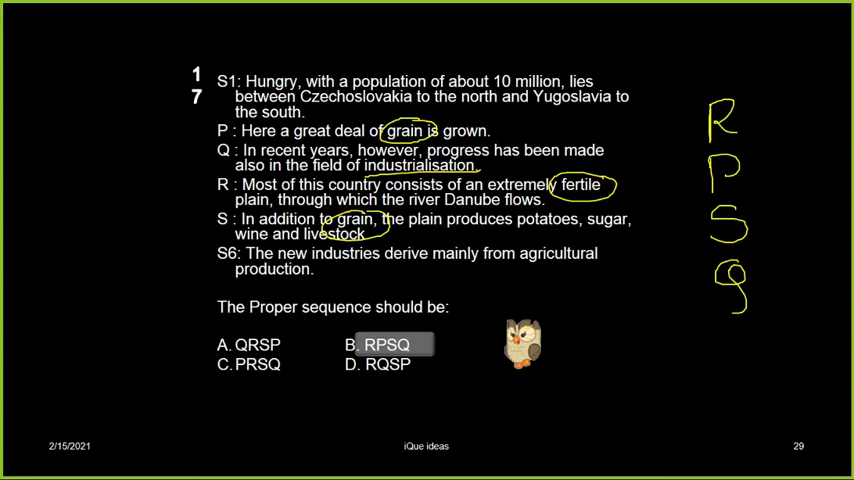 1
7
S1: Hungry, with a population of about 10 million, lies
between Czechoslovakia to the north and Yugoslavia to
the south.
P : Here a great deal of grain is grown.
Q : In recent years, however, progress has been made
also in the field of industrialisation.
R : Most of this country consists of an extremely fertile
plain, through which the river Danube flows.
S : In addition to grain, the plain produces potatoes, sugar,
wine and livestock
S6: The new industries derive mainly from agricultural
production.
The Proper sequence should be:
A. QRSP B. RPSQ
C. PRSQ D. RQSP
R
P
S
Q
2/15/2021 iQue ideas 29